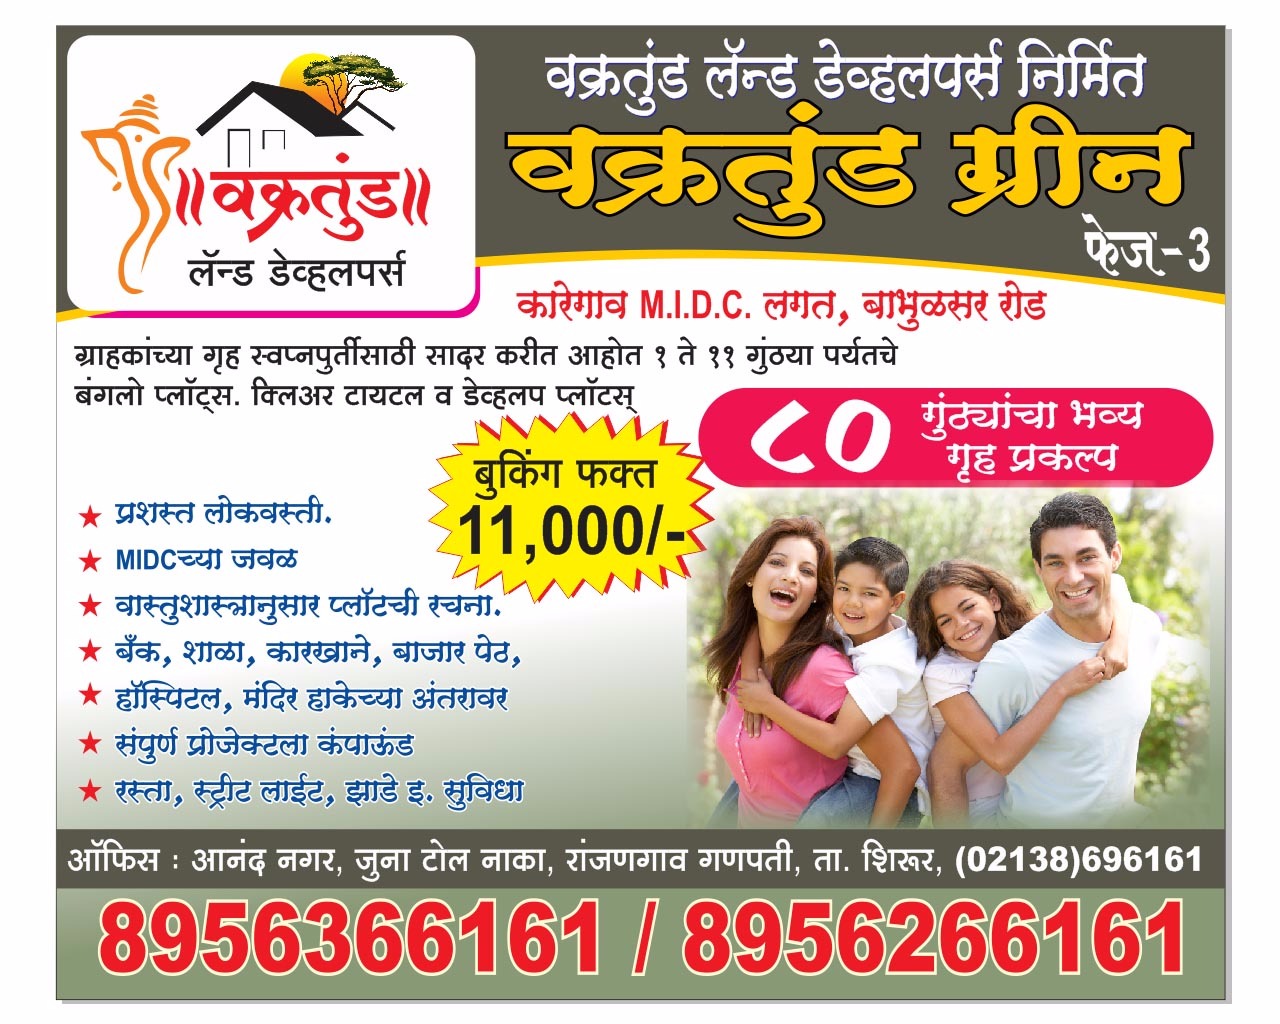 ॥वक्रतुंड॥
लॅन्ड डेव्हलपर्स
वक्रतुंड लॅन्ड डेव्हलपर्स निर्मित
वक्रतुंड ग्रीन
फेज-3
कारेगाव M.I.D.C. लगत, बाभुळसर रोड
ग्राहकांच्या गृह स्वप्नपुर्तीसाठी सादर करीत आहोत १ ते ११ गुंठया पर्यतचे
बंगलो प्लॉट्स. क्लिअर टायटल व डेव्हलप प्लॉटस्
८० गुंठ्यांचा भव्य
गृह प्रकल्प
बुकिंग फक्त
11,000/-
★ प्रशस्त लोकवस्ती.
★ MIDCच्या जवळ
★ वास्तुशास्त्रानुसार प्लॉटची रचना.
★ बँक, शाळा, कारखाने, बाजार पेठ,
★ हॉस्पिटल, मंदिर हाकेच्या अंतरावर
★ संपुर्ण प्रोजेक्टला कंपाऊंड
★ रस्ता, स्ट्रीट लाईट, झाडे इ. सुविधा
ऑफिस : आनंद नगर, जुना टोल नाका, रांजणगाव गणपती, ता. शिरूर, (02138)696161
8956366161 / 8956266161